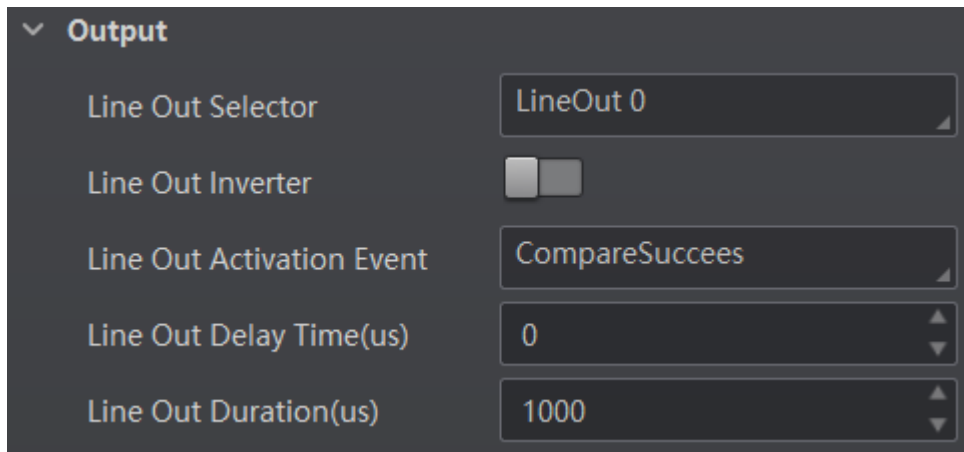 Output
Line Out Selector LineOut 0
Line Out Inverter
Line Out Activation Event CompareSuccees
Line Out Delay Time(us) 0
Line Out Duration(us) 1000